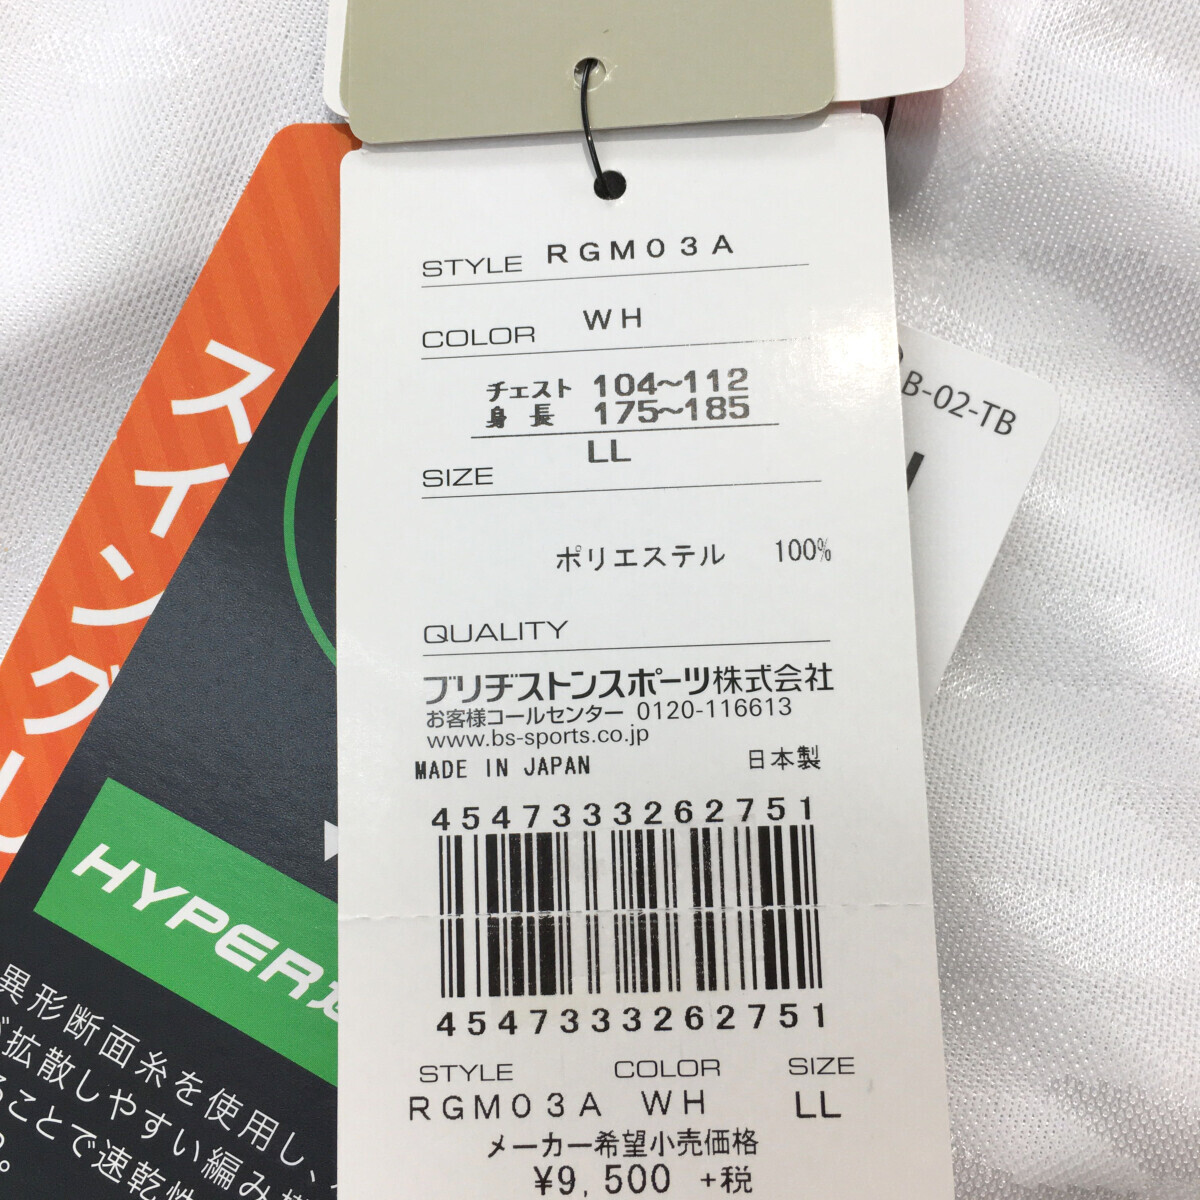 STYLE RGM03A
COLOR WH
チェスト 104~112
身長 175~185
SIZE LL
ポリエステル 100%
QUALITY
ブリヂストンスポーツ株式会社
お客様コールセンター 0120-116613
www.bs-sports.co.jp
MADE IN JAPAN 日本製
4547333262751
4547333262751
STYLE COLOR SIZE
RGM03A WH LL
メーカー希望小売価格
¥9,500 +税
スイング
HYPER
異形断面糸を使用し、
拡散しやすい編み
ることで速乾性
B-02-TB